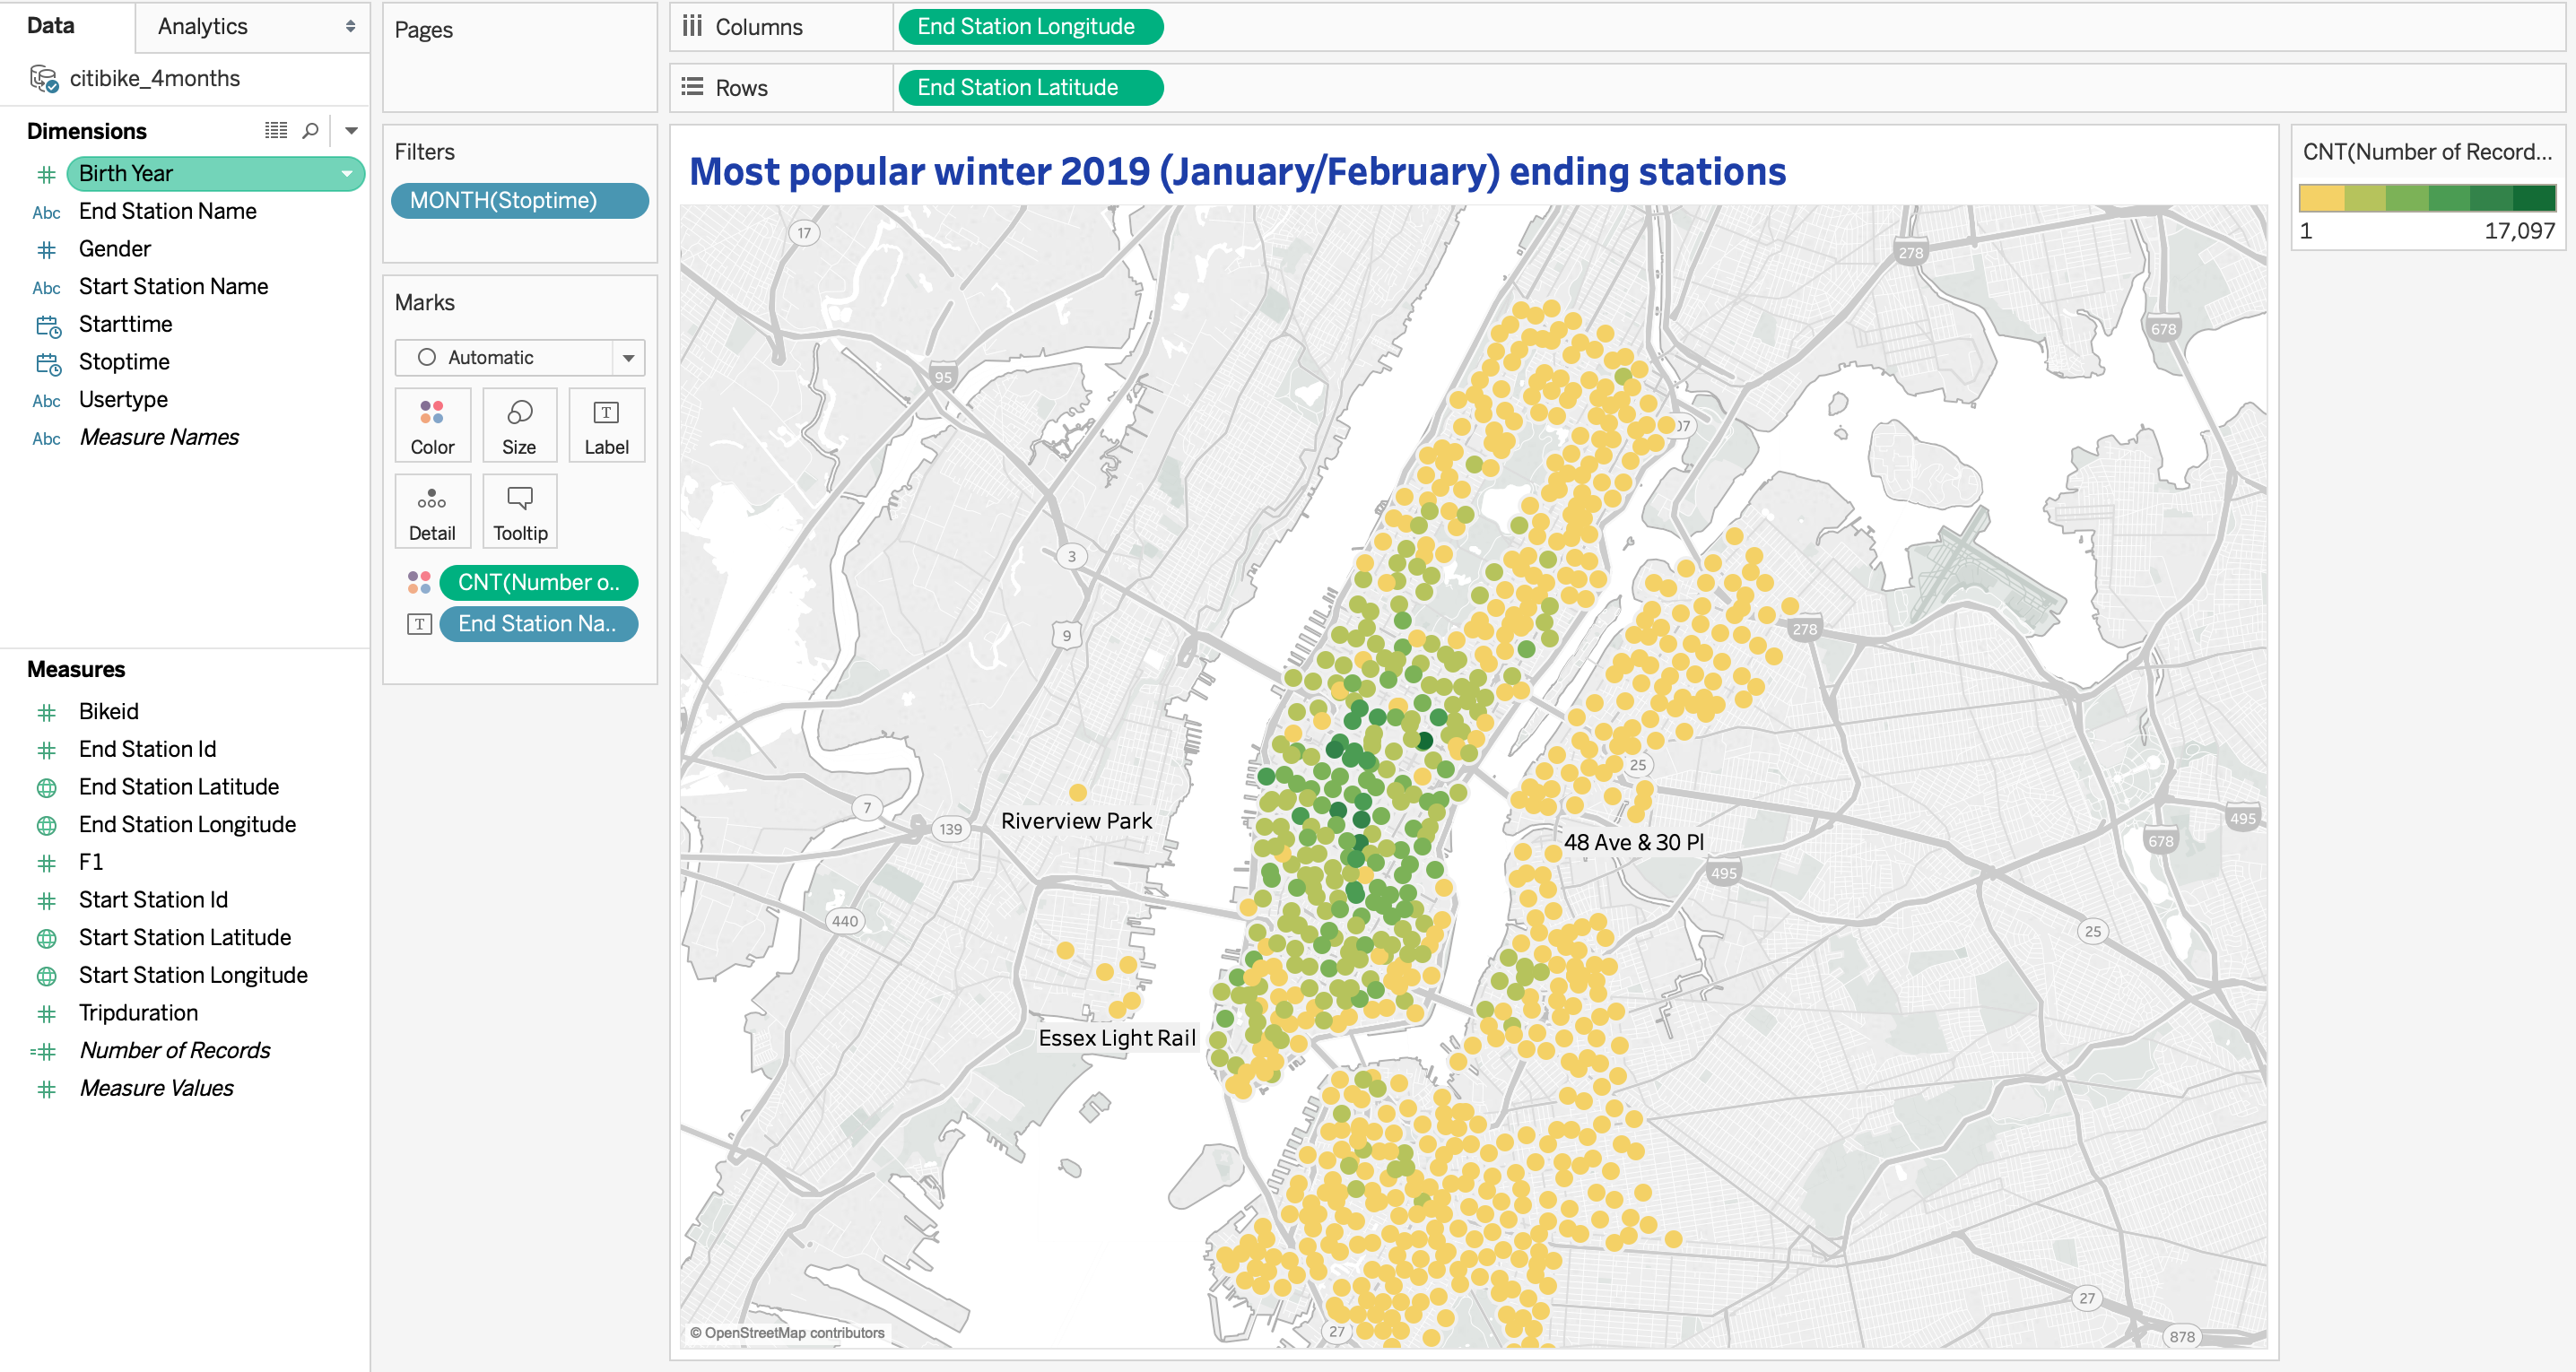 Data
Analytics
citibike_4months
Dimensions
Birth Year
Abc End Station Name
Gender
Abc Start Station Name
Starttime
Stoptime
Abc Usertype
Abc Measure Names
Measures
Bikeid
End Station Id
End Station Latitude
End Station Longitude
F1
Start Station Id
Start Station Latitude
Start Station Longitude
Tripduration
Number of Records
Measure Values
Pages
Filters
MONTH(Stoptime)
Marks
Automatic
Color
Size
T
Label
Detail
Tooltip
CNT(Number o..
T
End Station Na..
Columns
End Station Longitude
Rows
End Station Latitude
Most popular winter 2019 (January/February) ending stations
17
278
678
95
3
9
278
25
7
139
Riverview Park
48 Ave & 30 Pl
495
678
495
440
25
Essex Light Rail
27
27
878
© OpenStreetMap contributors
CNT(Number of Record...
1
17,097